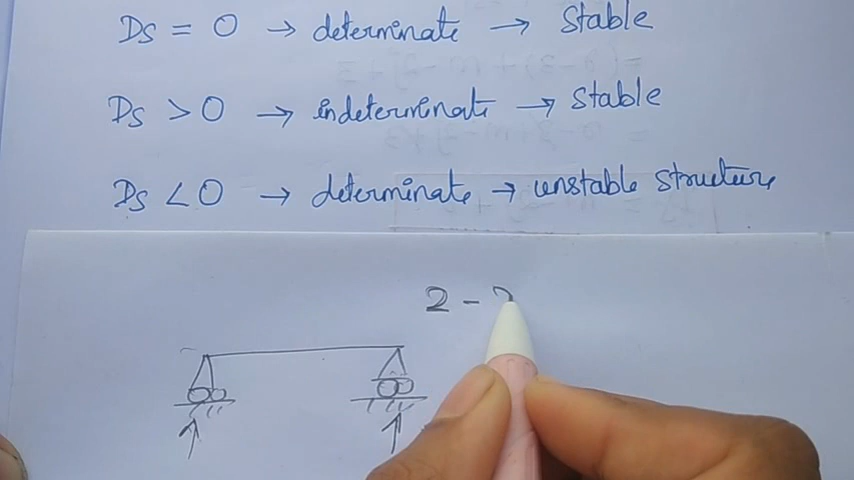 Ds = 0 → determinate → stable
Ds > 0 → indeterminate → stable
Ds < 0 → determinate → unstable structure
2 -